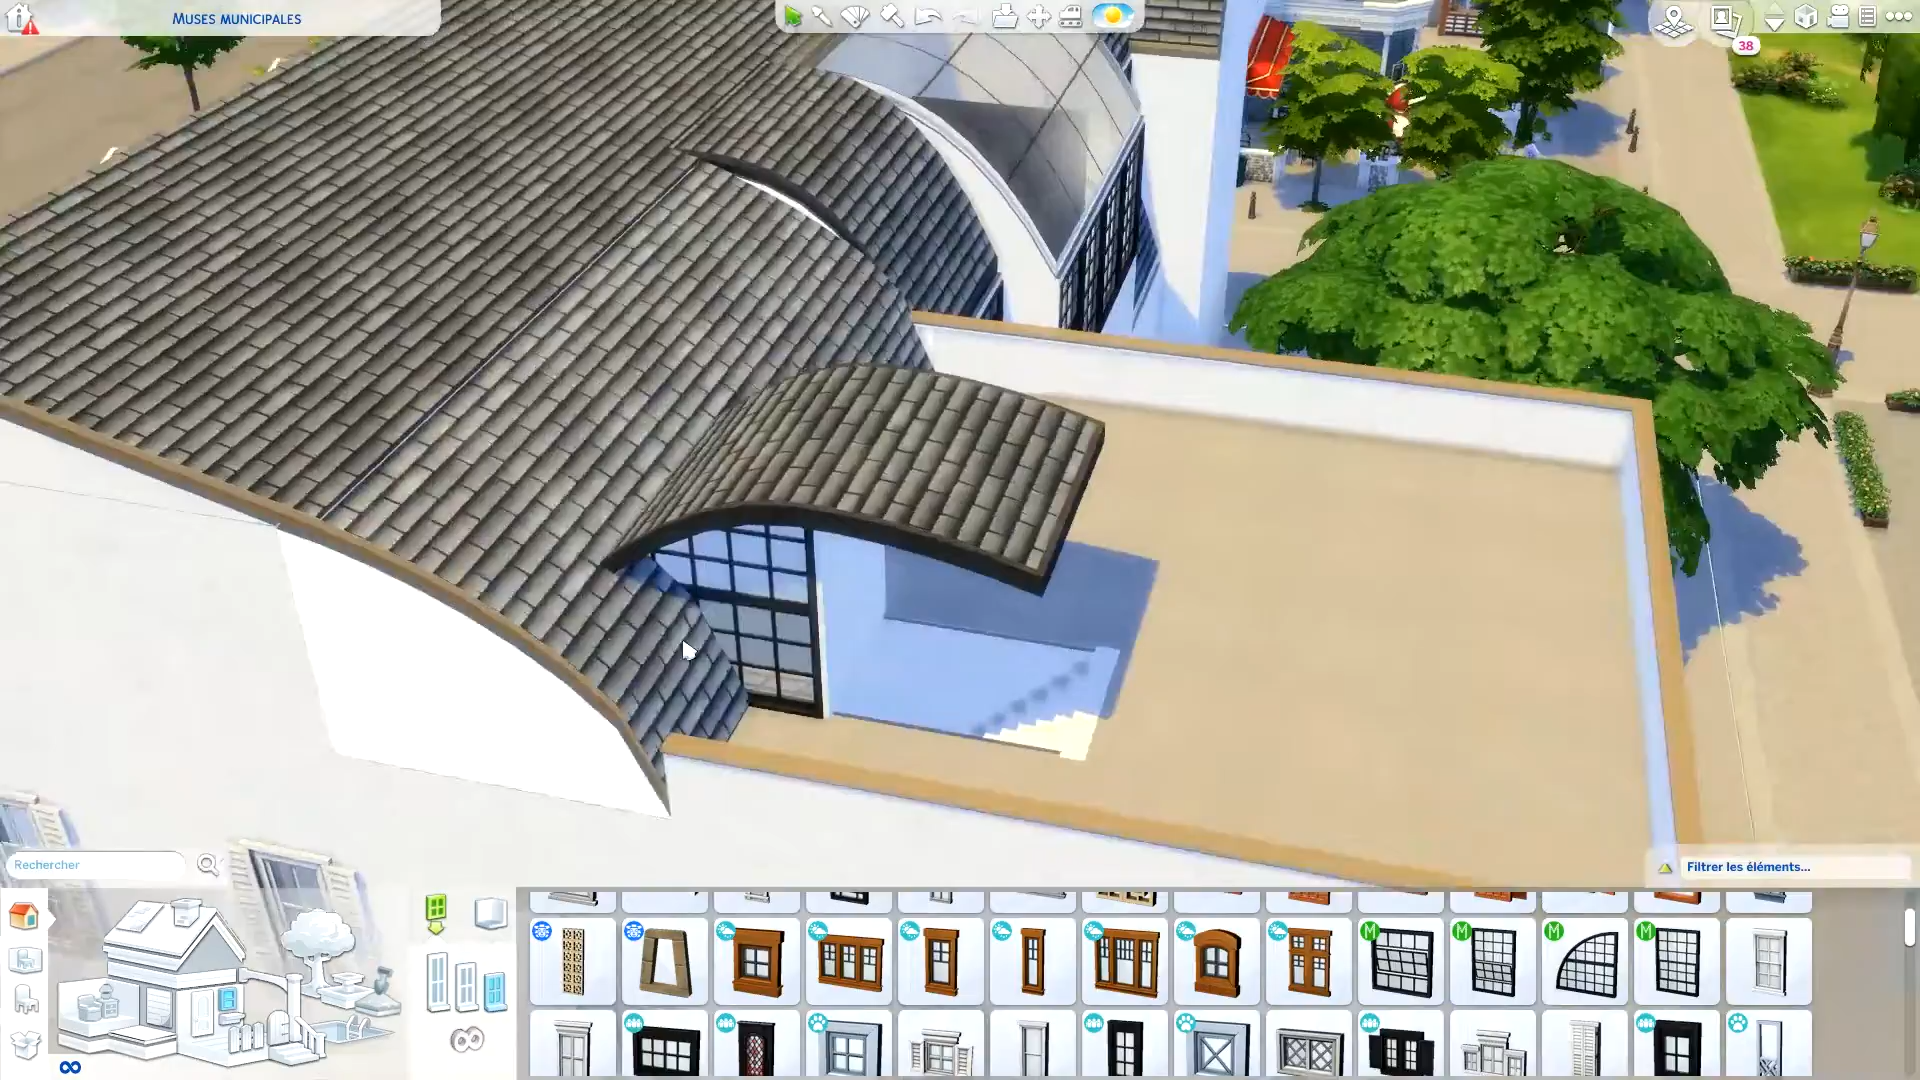 Muses municipales
38
Rechercher
Filtrer les éléments...
M
M
M
M